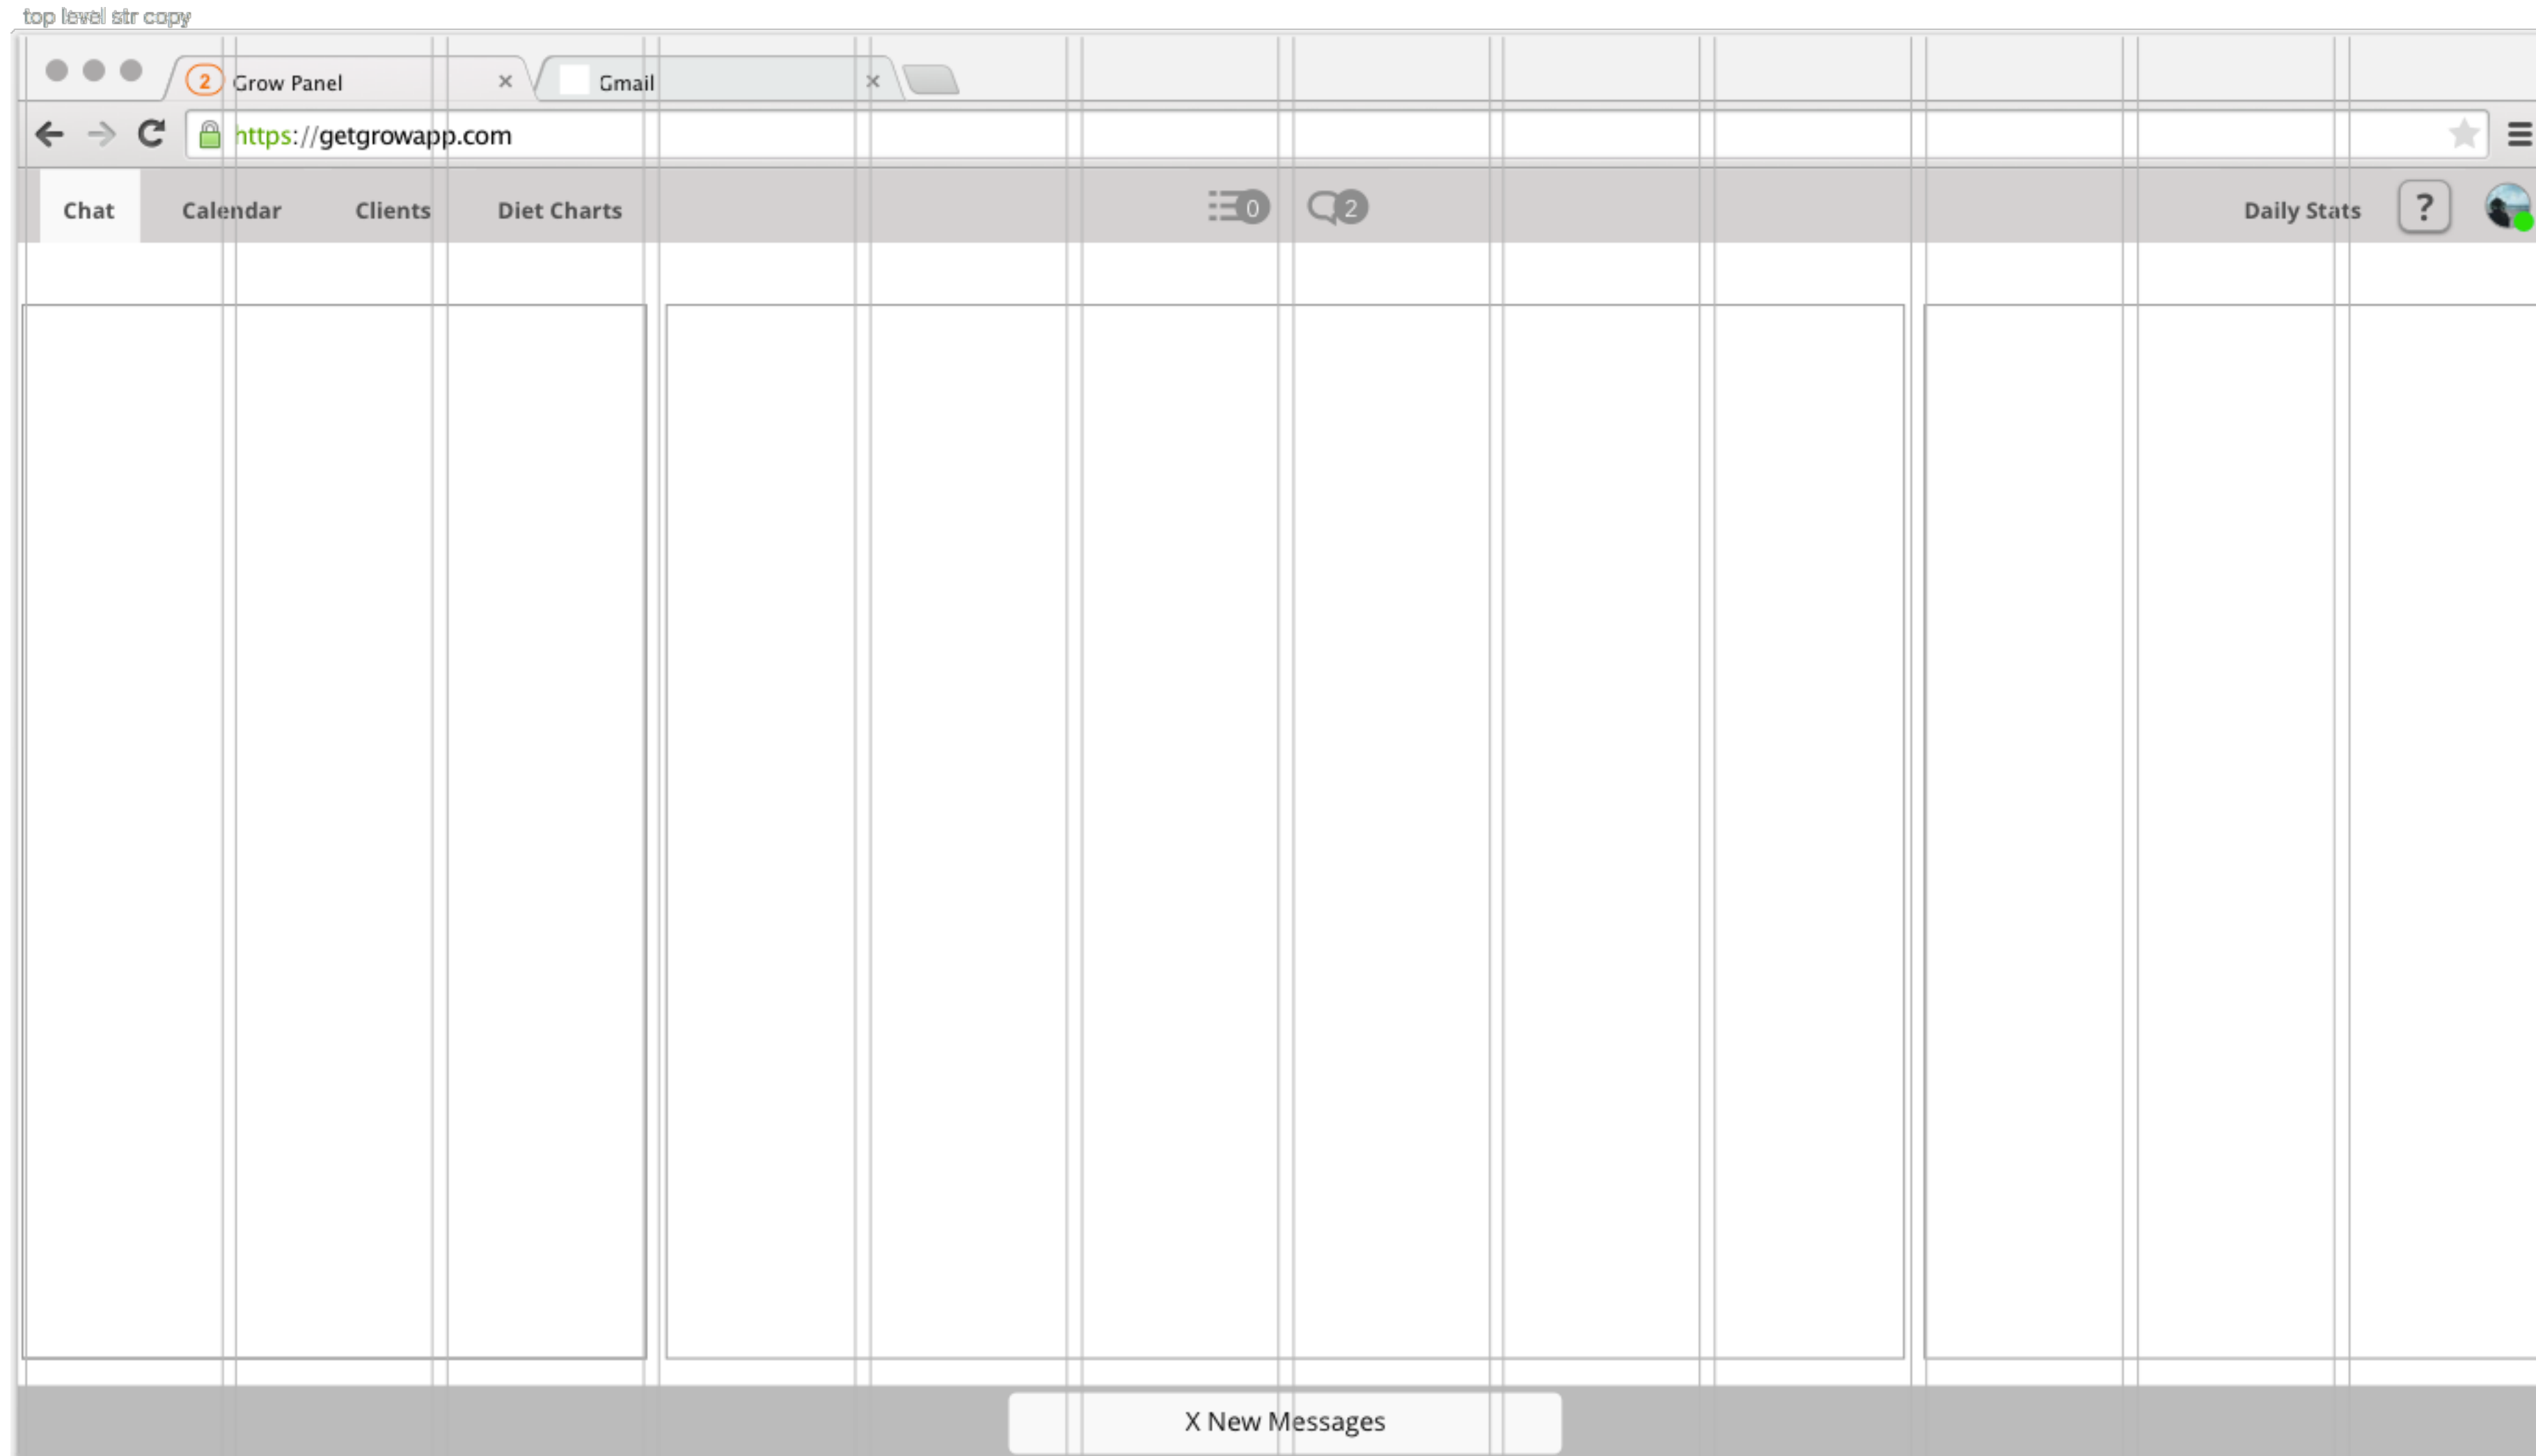 top level str copy
2 Grow Panel × Gmail ×
https://getgrowapp.com
Chat Calendar Clients Diet Charts 0 2 Daily Stats ?
X New Messages